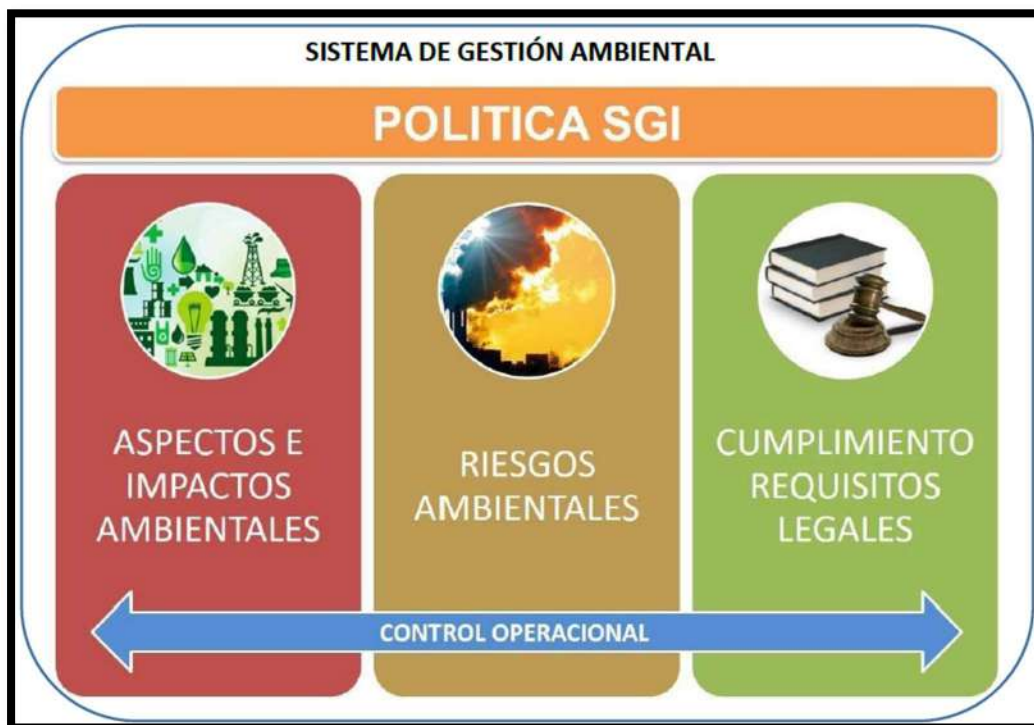 SISTEMA DE GESTIÓN AMBIENTAL
POLITICA SGI
ASPECTOS E
IMPACTOS
AMBIENTALES
RIESGOS
AMBIENTALES
CUMPLIMIENTO
REQUISITOS
LEGALES
CONTROL OPERACIONAL